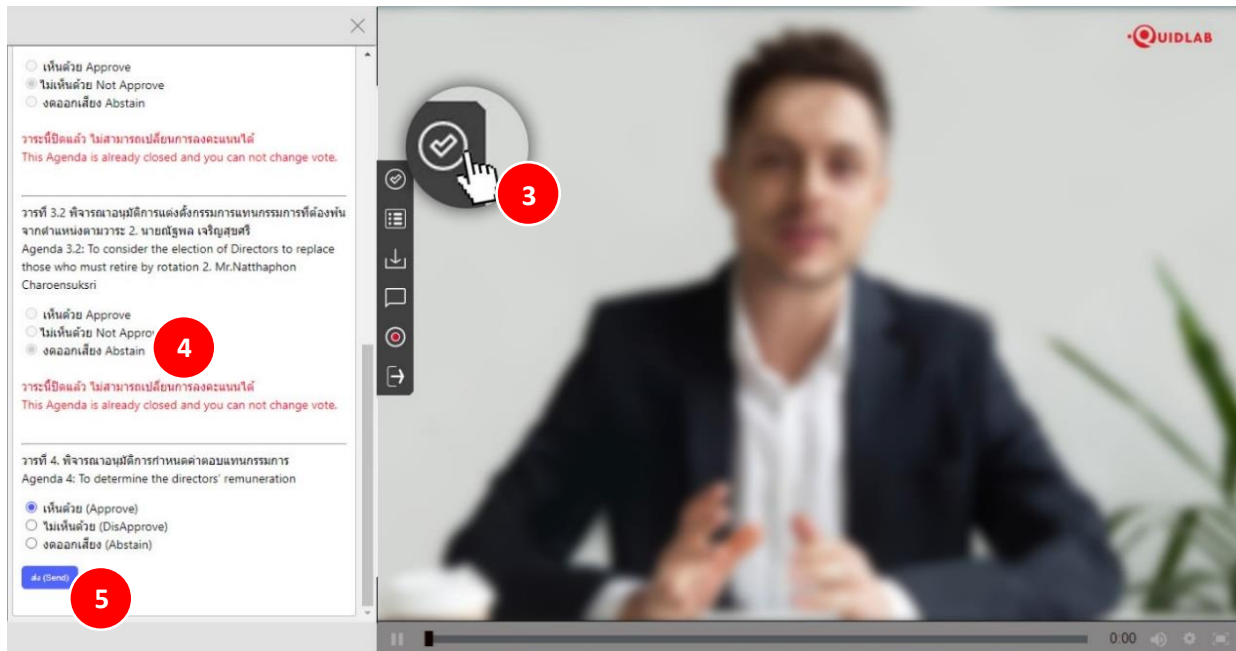 เห็นด้วย Approve
ไม่เห็นด้วย Not Approve
งดออกเสียง Abstain
วาระนี้ปิดแล้ว ไม่สามารถเปลี่ยนการลงคะแนนได้
This Agenda is already closed and you can not change vote.
วาระที่ 3.2 พิจารณาอนุมัติการแต่งตั้งกรรมการแทนกรรมการที่ต้องพ้น
จากตำแหน่งตามวาระ 2. นายณัฐพล เจริญสุขศรี
Agenda 3.2: To consider the election of Directors to replace
those who must retire by rotation 2. Mr.Natthaphon
Charoensuksri
เห็นด้วย Approve
ไม่เห็นด้วย Not Approv
งดออกเสียง Abstain
4
วาระนี้ปิดแล้ว ไม่สามารถเปลี่ยนการลงคะแนนได้
This Agenda is already closed and you can not change vote.
วารที่ 4. พิจารณาอนุมัติการกำหนดค่าตอบแทนกรรมการ
Agenda 4: To determine the directors' remuneration
เห็นด้วย (Approve)
ไม่เห็นด้วย (DisApprove)
งดออกเสียง (Abstain)
ส่ง (Send)
5
QUIDLAB
3
0:00